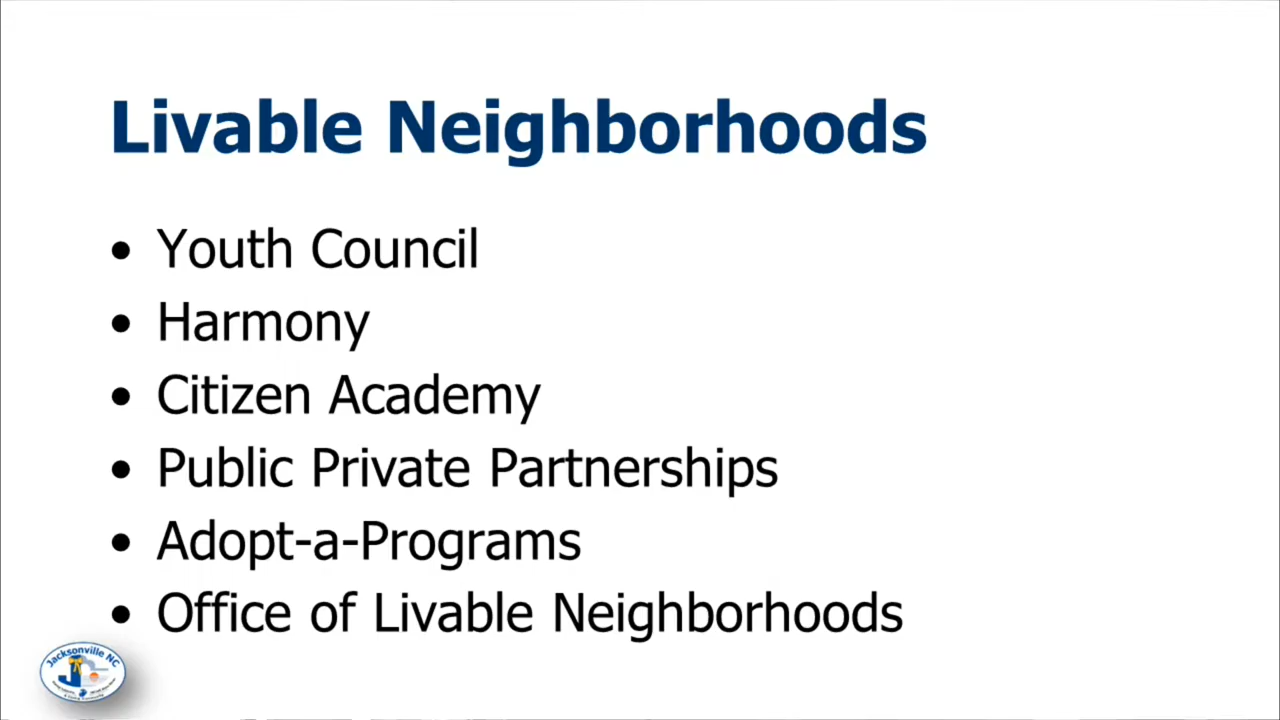 Livable Neighborhoods
• Youth Council
• Harmony
• Citizen Academy
• Public Private Partnerships
• Adopt-a-Programs
• Office of Livable Neighborhoods
Jacksonville NC